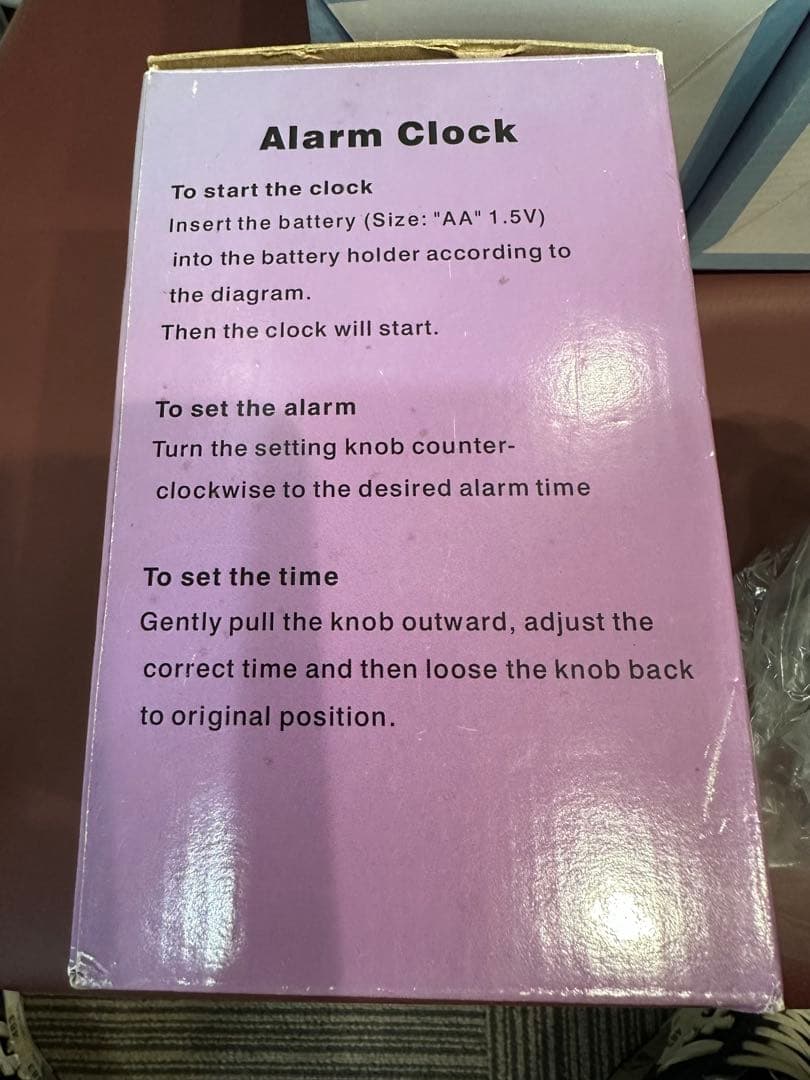 Alarm Clock
To start the clock
Insert the battery (Size: "AA" 1.5V)
into the battery holder according to
the diagram.
Then the clock will start.
To set the alarm
Turn the setting knob counter-
clockwise to the desired alarm time
To set the time
Gently pull the knob outward, adjust the
correct time and then loose the knob back
to original position.